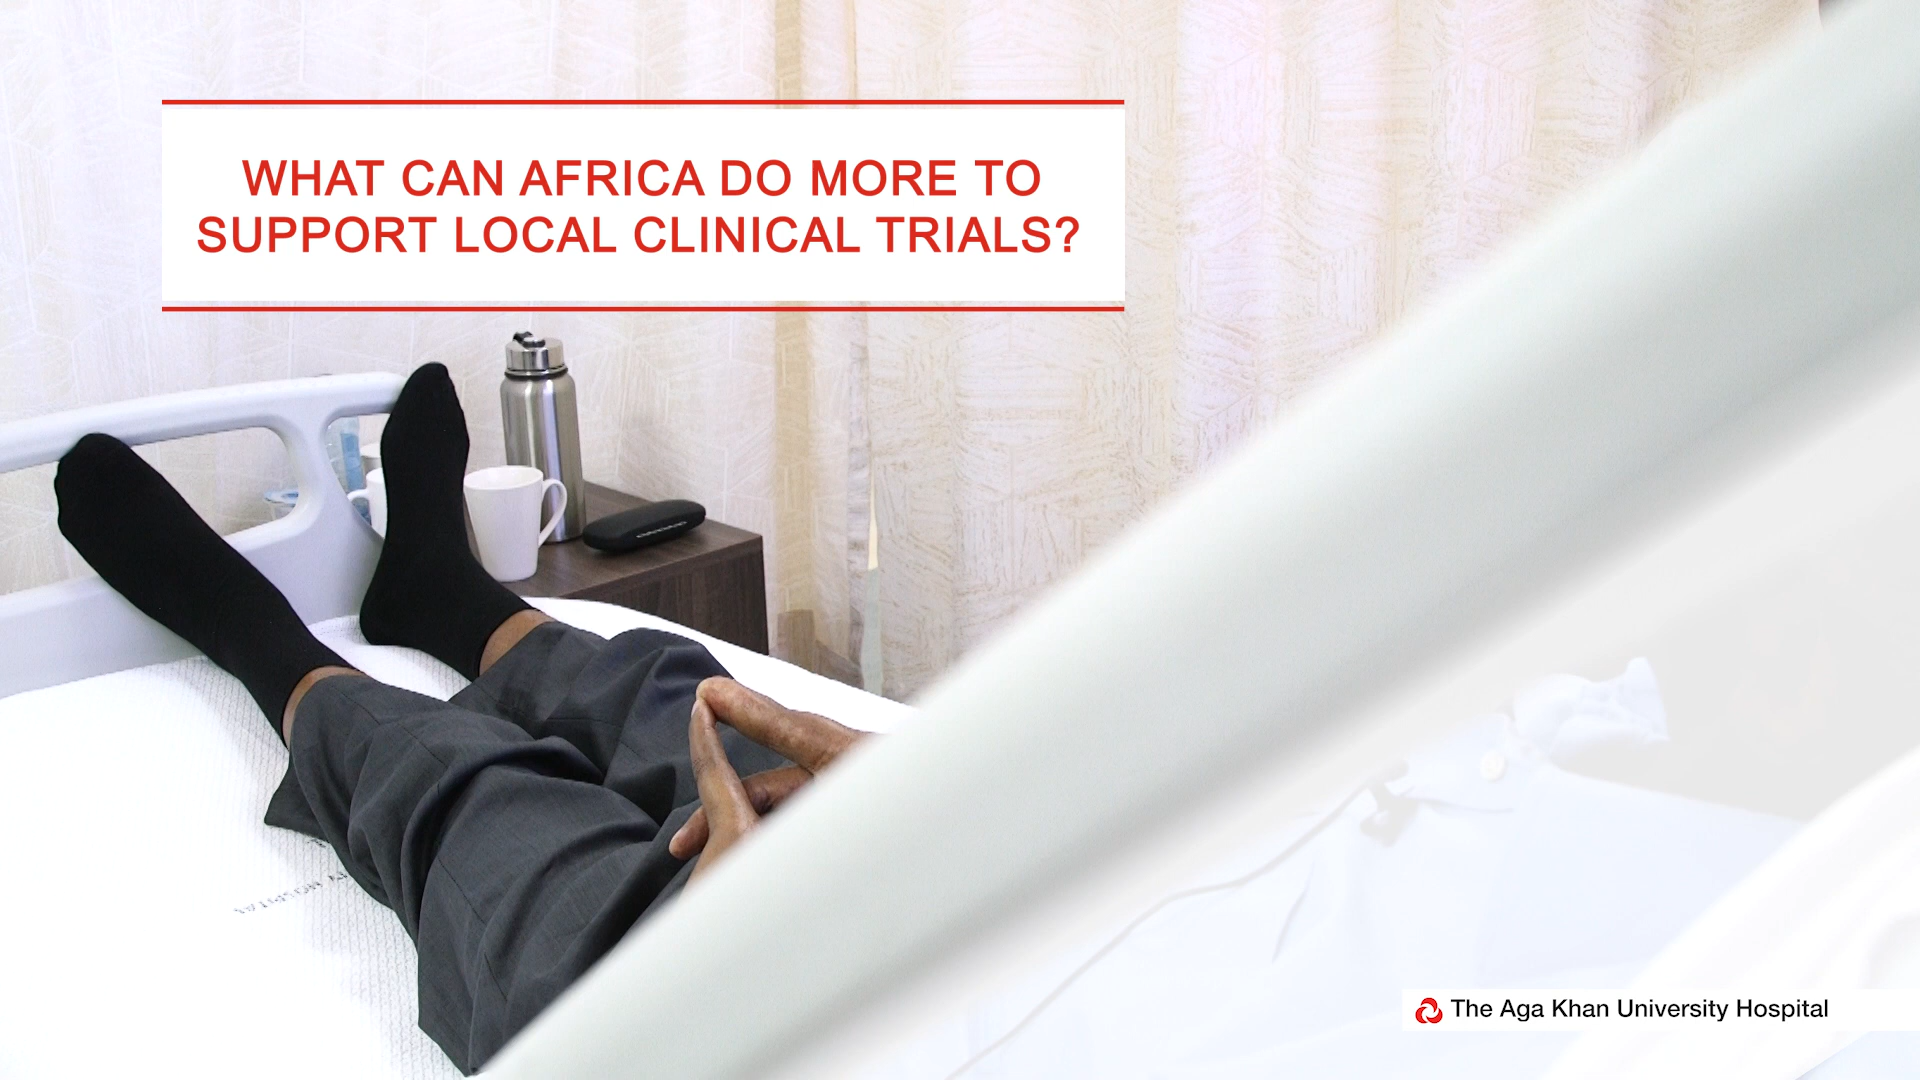 WHAT CAN AFRICA DO MORE TO
SUPPORT LOCAL CLINICAL TRIALS?
The Aga Khan University Hospital